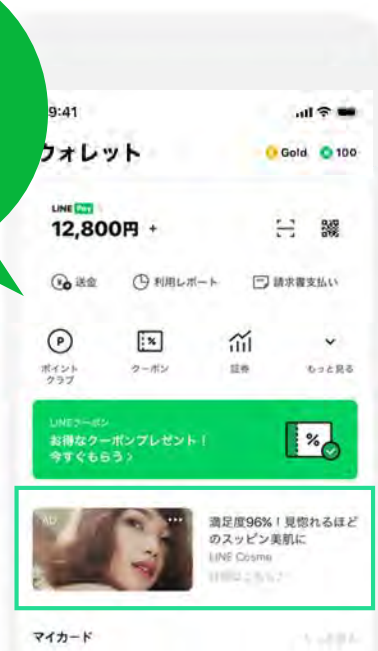 9:41
ウォレット
Gold
100
LINE Pay
12,800円 +
送金
利用レポート
請求書支払い
P
ポイント
クラブ
クーポン
証券
もっと見る
LINEクーポン
お得なクーポンプレゼント！
今すぐもらう >
%
AD
満足度96%！見惚れるほど
のスッピン美肌に
LINE Cosme
マイカード
もっと見る